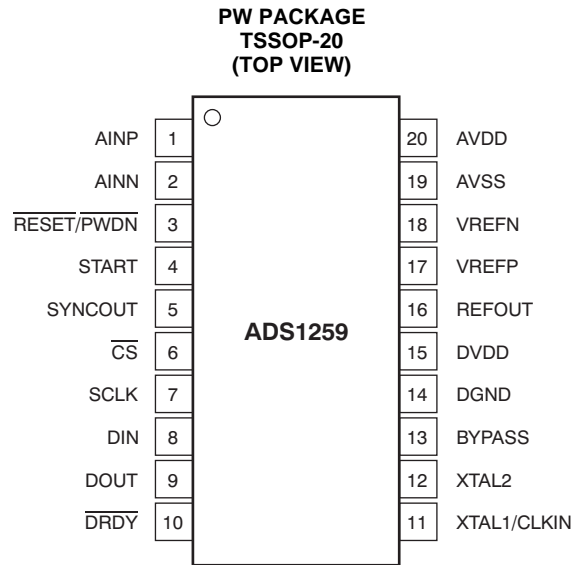 PW PACKAGE
TSSOP-20
(TOP VIEW)
AINP 1 20 AVDD
AINN 2 19 AVSS
RESET/PWDN 3 18 VREFN
START 4 17 VREFP
SYNCOUT 5 16 REFOUT
ADS1259
CS 6 15 DVDD
SCLK 7 14 DGND
DIN 8 13 BYPASS
DOUT 9 12 XTAL2
DRDY 10 11 XTAL1/CLKIN